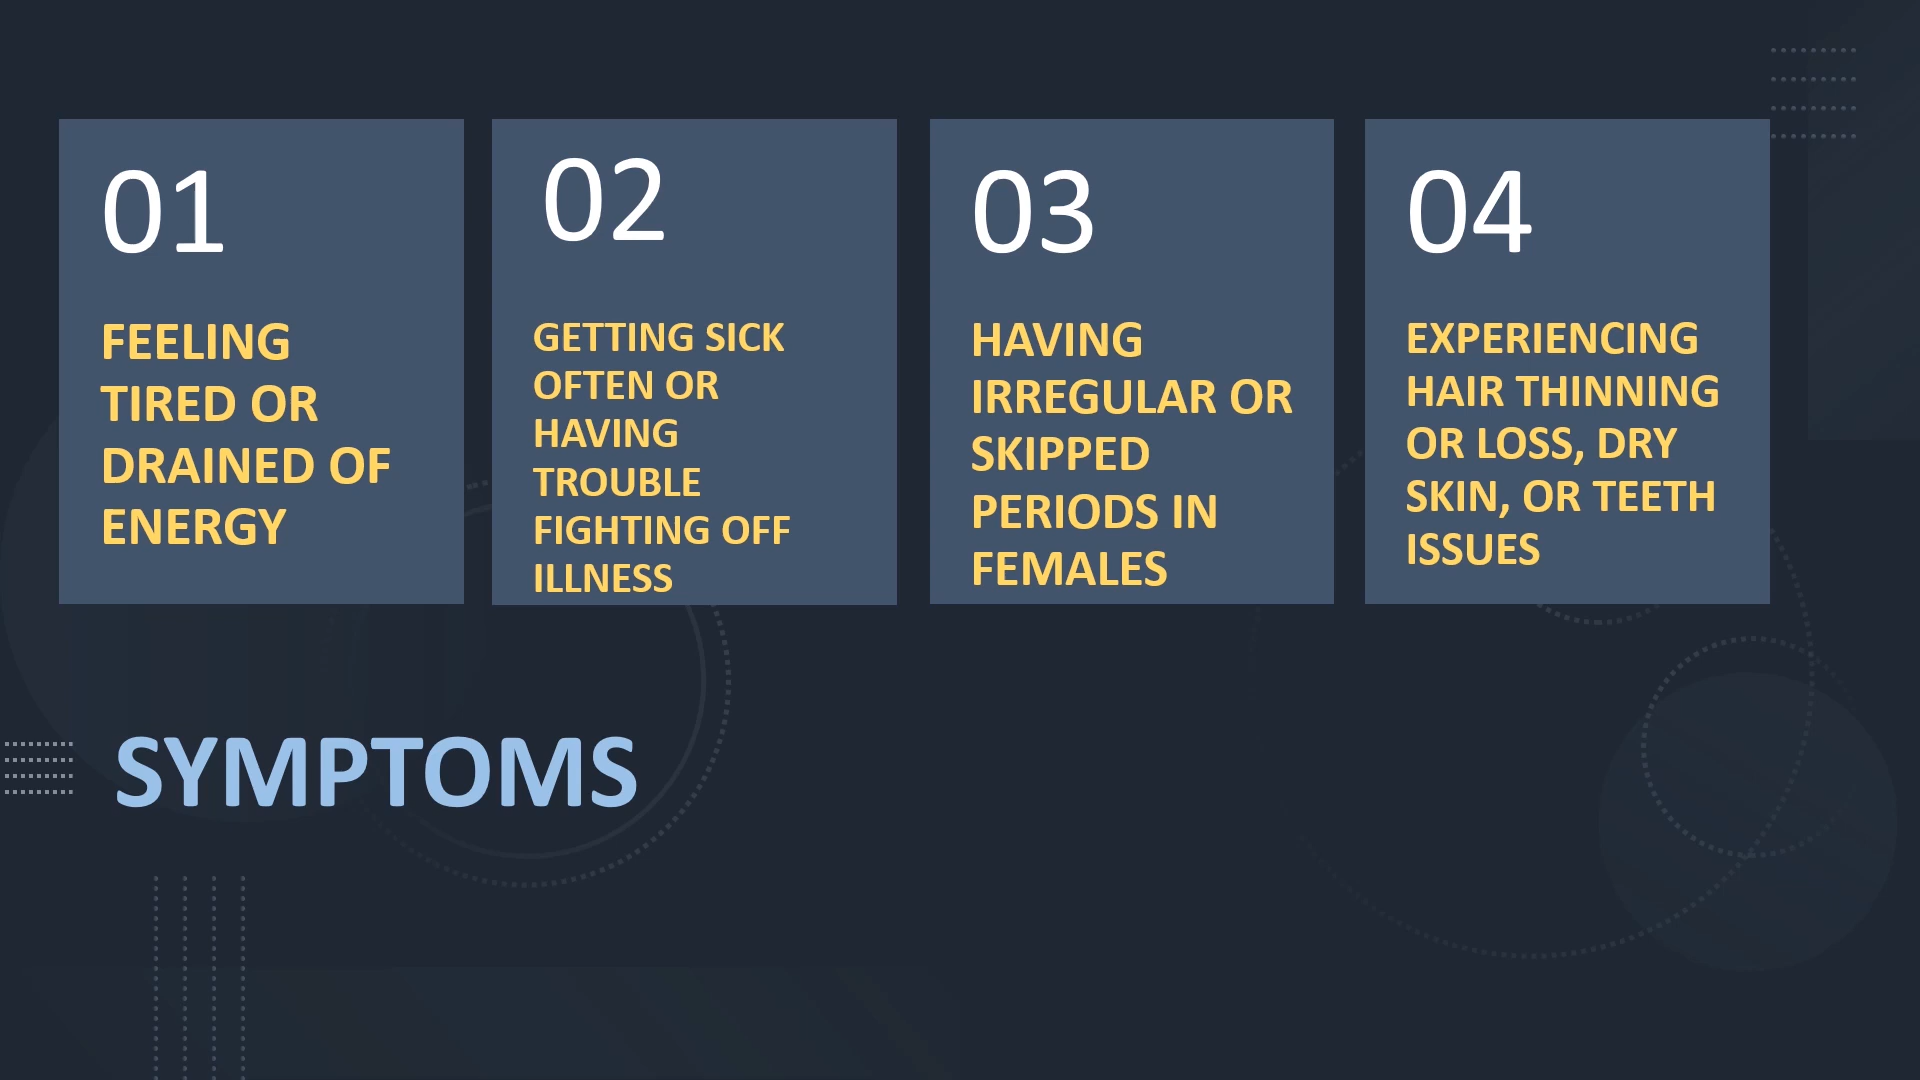 01
FEELING
TIRED OR
DRAINED OF
ENERGY
02
GETTING SICK
OFTEN OR
HAVING
TROUBLE
FIGHTING OFF
ILLNESS
03
HAVING
IRREGULAR OR
SKIPPED
PERIODS IN
FEMALES
04
EXPERIENCING
HAIR THINNING
OR LOSS, DRY
SKIN, OR TEETH
ISSUES
SYMPTOMS